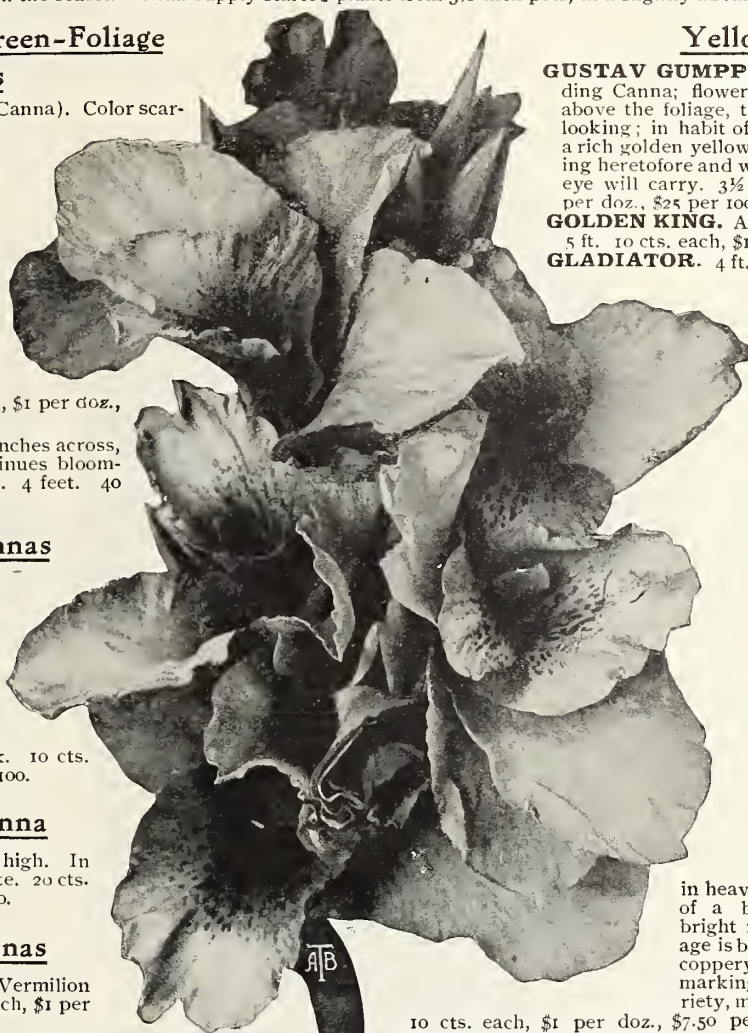 reen-Foliage
s
Canna). Color scar-
, $1 per doz.,
nches across,
inues bloom-
. 4 feet. 40
nnas
10 cts.
100.
nna
high. In
te. 20 cts.
nas
Vermilion
ch, $1 per
ATB
Yello
GUSTAV GUMPP
ding Canna; flower
above the foliage, t
looking; in habit of
a rich golden yellow
ing heretofore and w
eye will carry. 3½
per doz., $25 per 100
GOLDEN KING. A
5 ft. 10 cts. each, $1
GLADIATOR. 4 ft.
in heav
of a b
bright
age is b
coppery
marking
riety, m
10 cts. each, $1 per doz., $7.50 pe